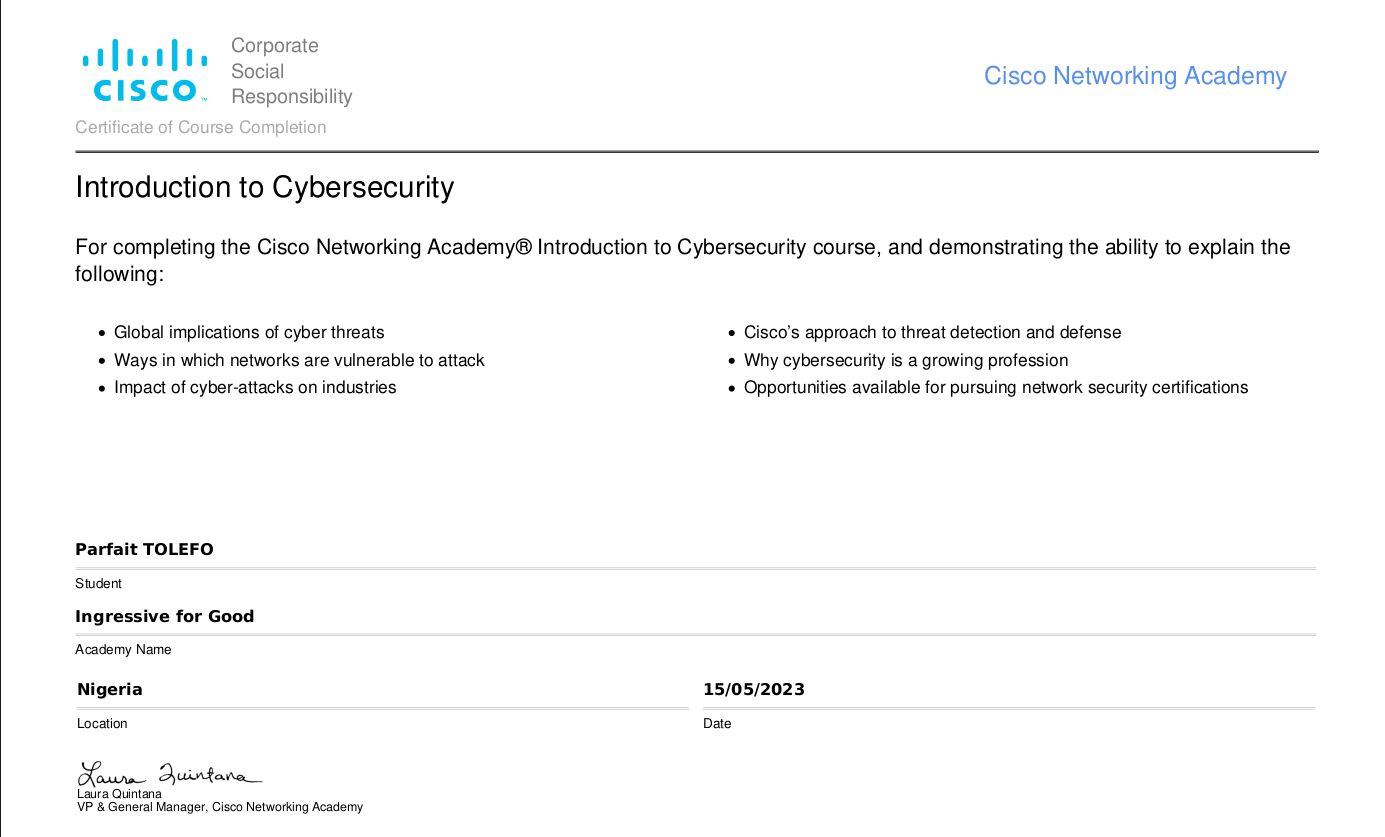 Corporate
Social
Responsibility
CISCO™
Cisco Networking Academy
Certificate of Course Completion
Introduction to Cybersecurity
For completing the Cisco Networking Academy® Introduction to Cybersecurity course, and demonstrating the ability to explain the
following:
• Global implications of cyber threats
• Ways in which networks are vulnerable to attack
• Impact of cyber-attacks on industries
• Cisco’s approach to threat detection and defense
• Why cybersecurity is a growing profession
• Opportunities available for pursuing network security certifications
Parfait TOLEFO
Student
Ingressive for Good
Academy Name
Nigeria
Location
15/05/2023
Date
Laura Quintana
Laura Quintana
VP & General Manager, Cisco Networking Academy